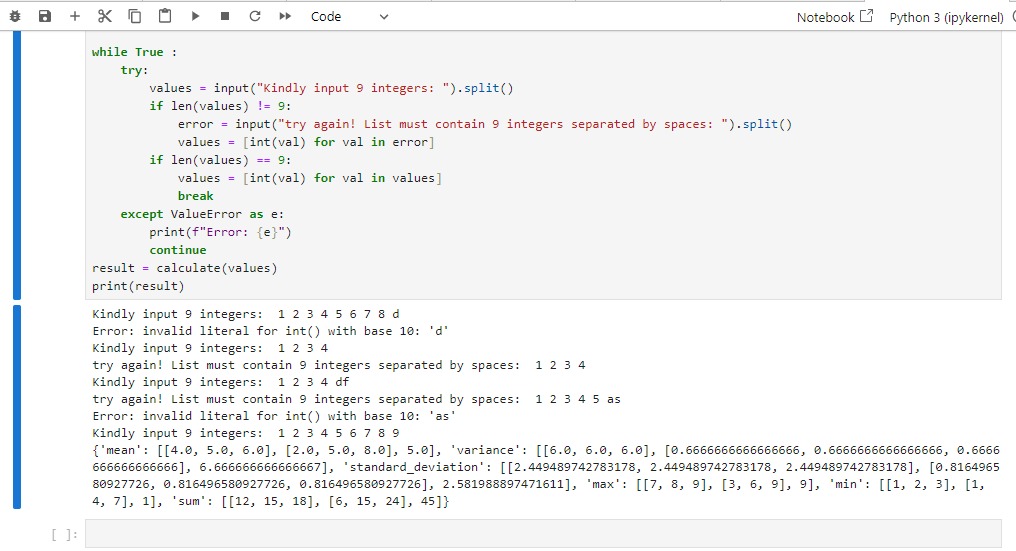 Code
Notebook
Python 3 (ipykernel)
while True :
    try:
        values = input("Kindly input 9 integers: ").split()
        if len(values) != 9:
            error = input("try again! List must contain 9 integers separated by spaces: ").split()
            values = [int(val) for val in error]
        if len(values) == 9:
            values = [int(val) for val in values]
            break
    except ValueError as e:
        print(f"Error: {e}")
        continue
result = calculate(values)
print(result)
Kindly input 9 integers:  1 2 3 4 5 6 7 8 d
Error: invalid literal for int() with base 10: 'd'
Kindly input 9 integers:  1 2 3 4
try again! List must contain 9 integers separated by spaces:  1 2 3 4
Kindly input 9 integers:  1 2 3 4 df
try again! List must contain 9 integers separated by spaces:  1 2 3 4 5 as
Error: invalid literal for int() with base 10: 'as'
Kindly input 9 integers:  1 2 3 4 5 6 7 8 9
{'mean': [[4.0, 5.0, 6.0], [2.0, 5.0, 8.0], 5.0], 'variance': [[6.0, 6.0, 6.0], [0.6666666666666666, 0.6666666666666666, 0.6666
666666666666], 6.666666666666667], 'standard_deviation': [[2.449489742783178, 2.449489742783178, 2.449489742783178], [0.8164965
80927726, 0.816496580927726, 0.816496580927726], 2.581988897471611], 'max': [[7, 8, 9], [3, 6, 9], 9], 'min': [[1, 2, 3], [1,
4, 7], 1], 'sum': [[12, 15, 18], [6, 15, 24], 45]}
[ ]: